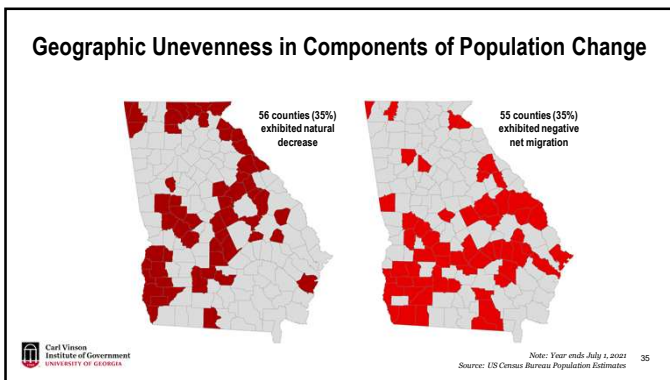 Geographic Unevenness in Components of Population Change
56 counties (35%)
exhibited natural
decrease
55 counties (35%)
exhibited negative
net migration
Carl Vinson
Institute of Government
UNIVERSITY OF GEORGIA
Note: Year ends July 1, 2021
Source: US Census Bureau Population Estimates
35